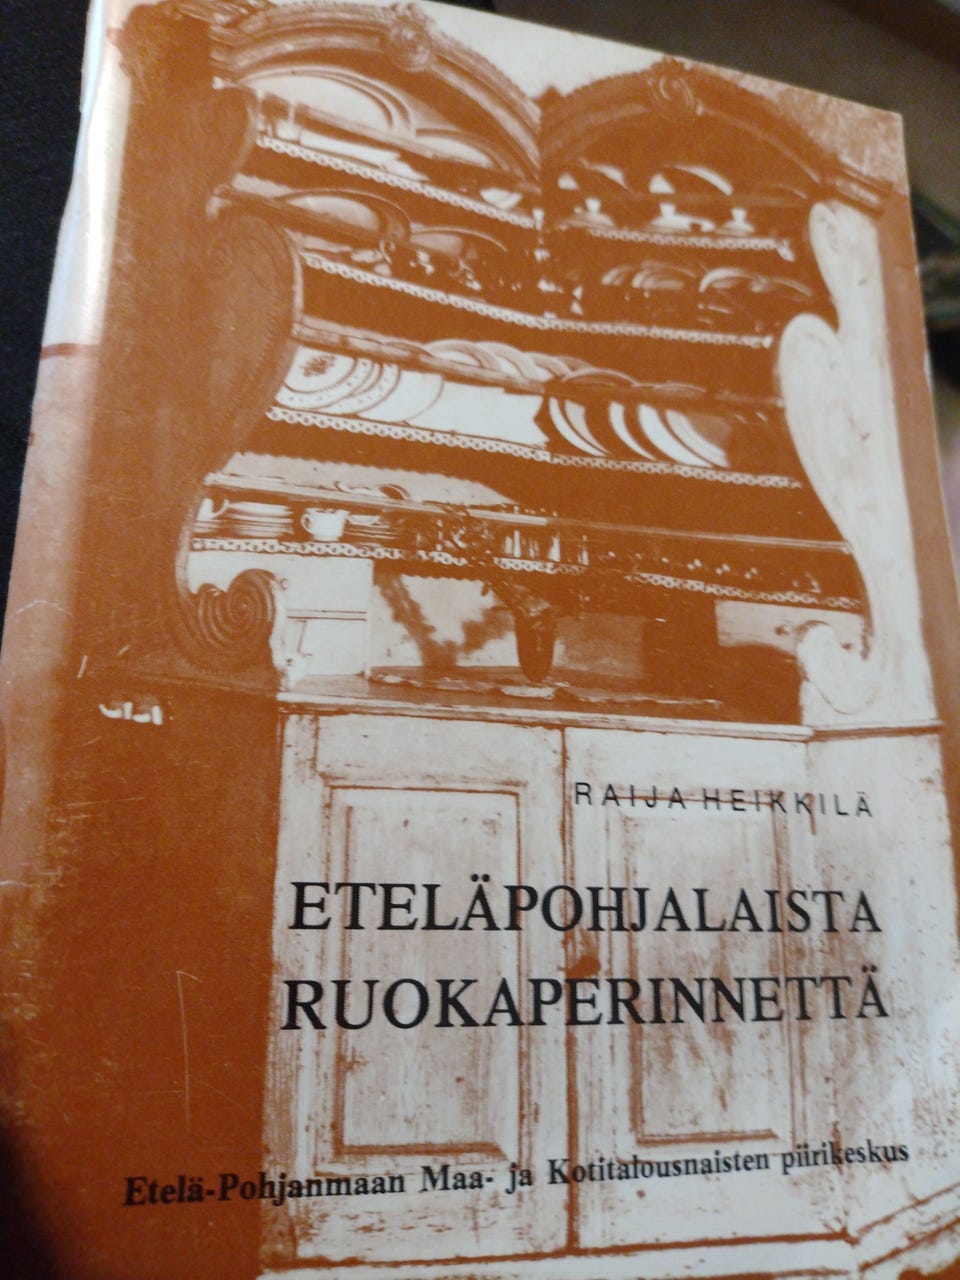 RAIJA HEIKKILÄ
ETELÄPOHJALAISTA
RUOKAPERINNETTÄ
Etelä-Pohjanmaan Maa- ja Kotitalousnaisten piirikeskus